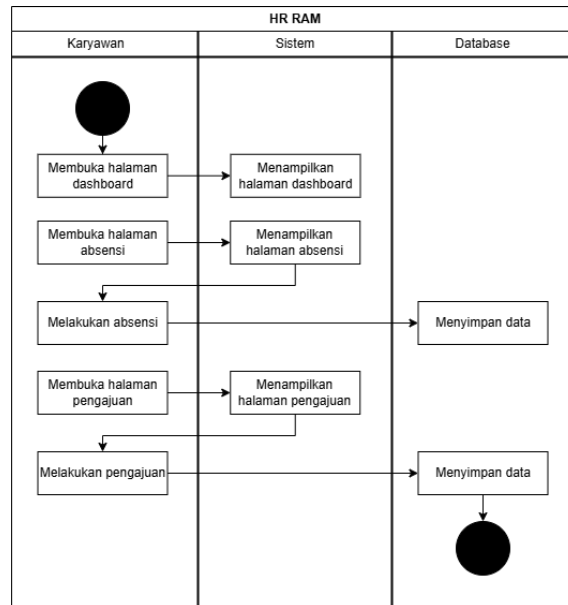 HR RAM
Karyawan
Sistem
Database
Membuka halaman
dashboard
Menampilkan
halaman dashboard
Membuka halaman
absensi
Menampilkan
halaman absensi
Melakukan absensi
Menyimpan data
Membuka halaman
pengajuan
Menampilkan
halaman pengajuan
Melakukan pengajuan
Menyimpan data